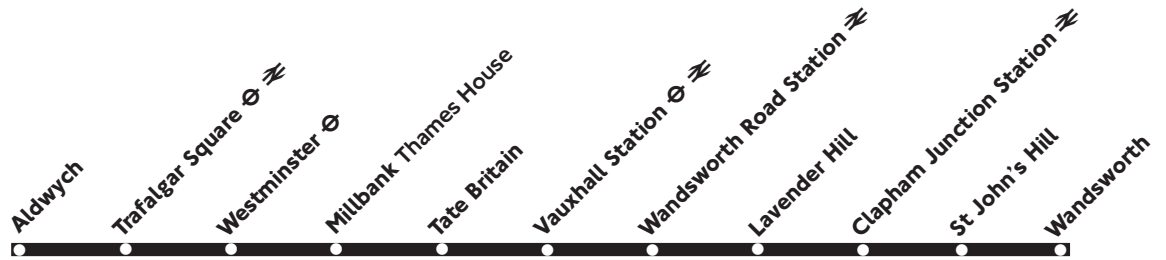 Aldwych
Trafalgar Square
Westminster
Millbank Thames House
Tate Britain
Vauxhall Station
Wandsworth Road Station
Lavender Hill
Clapham Junction Station
St John's Hill
Wandsworth